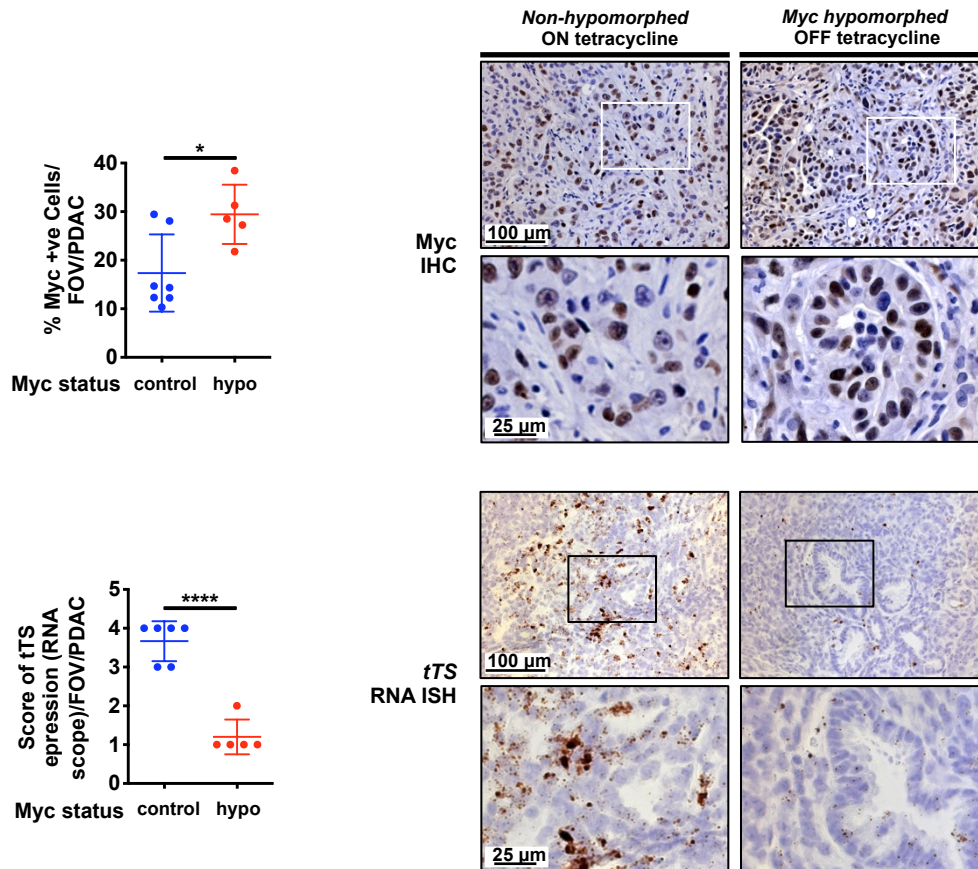 Non-hypomorphed
ON tetracycline
Myc hypomorphed
OFF tetracycline
% Myc +ve Cells/
FOV/PDAC
40
30
20
10
0
*
Myc status
control
hypo
Myc
IHC
100 µm
25 µm
Score of tTS
epression (RNA
scope)/FOV/PDAC
5
4
3
2
1
0
****
Myc status
control
hypo
tTS
RNA ISH
100 µm
25 µm